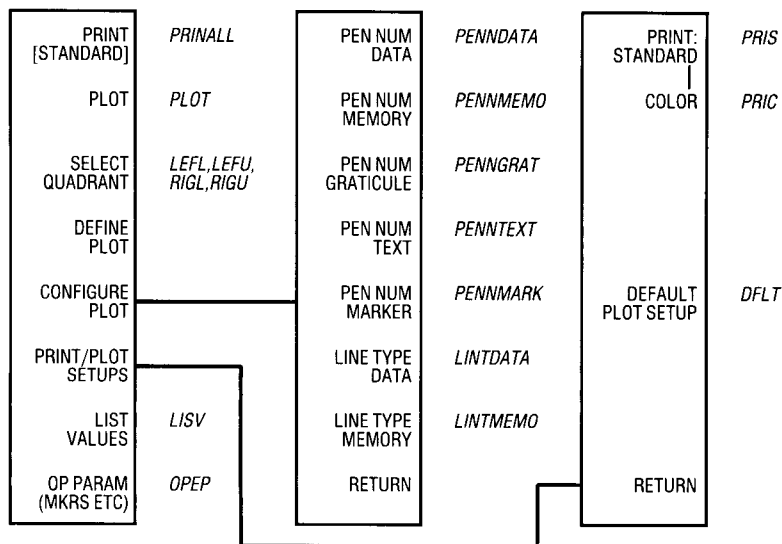 PRINT
[STANDARD]
PRINALL
PLOT
PLOT
SELECT
QUADRANT
LEFL,LEFU,
RIGL,RIGU
DEFINE
PLOT
CONFIGURE
PLOT
PRINT/PLOT
SETUPS
LIST
VALUES
LISV
OP PARAM
(MKRS ETC)
OPEP
PEN NUM
DATA
PENNDATA
PEN NUM
MEMORY
PENNMEMO
PEN NUM
GRATICULE
PENNGRAT
PEN NUM
TEXT
PENNTEXT
PEN NUM
MARKER
PENNMARK
LINE TYPE
DATA
LINTDATA
LINE TYPE
MEMORY
LINTMEMO
RETURN
PRINT:
STANDARD
PRIS
COLOR
PRIC
DEFAULT
PLOT SETUP
DFLT
RETURN